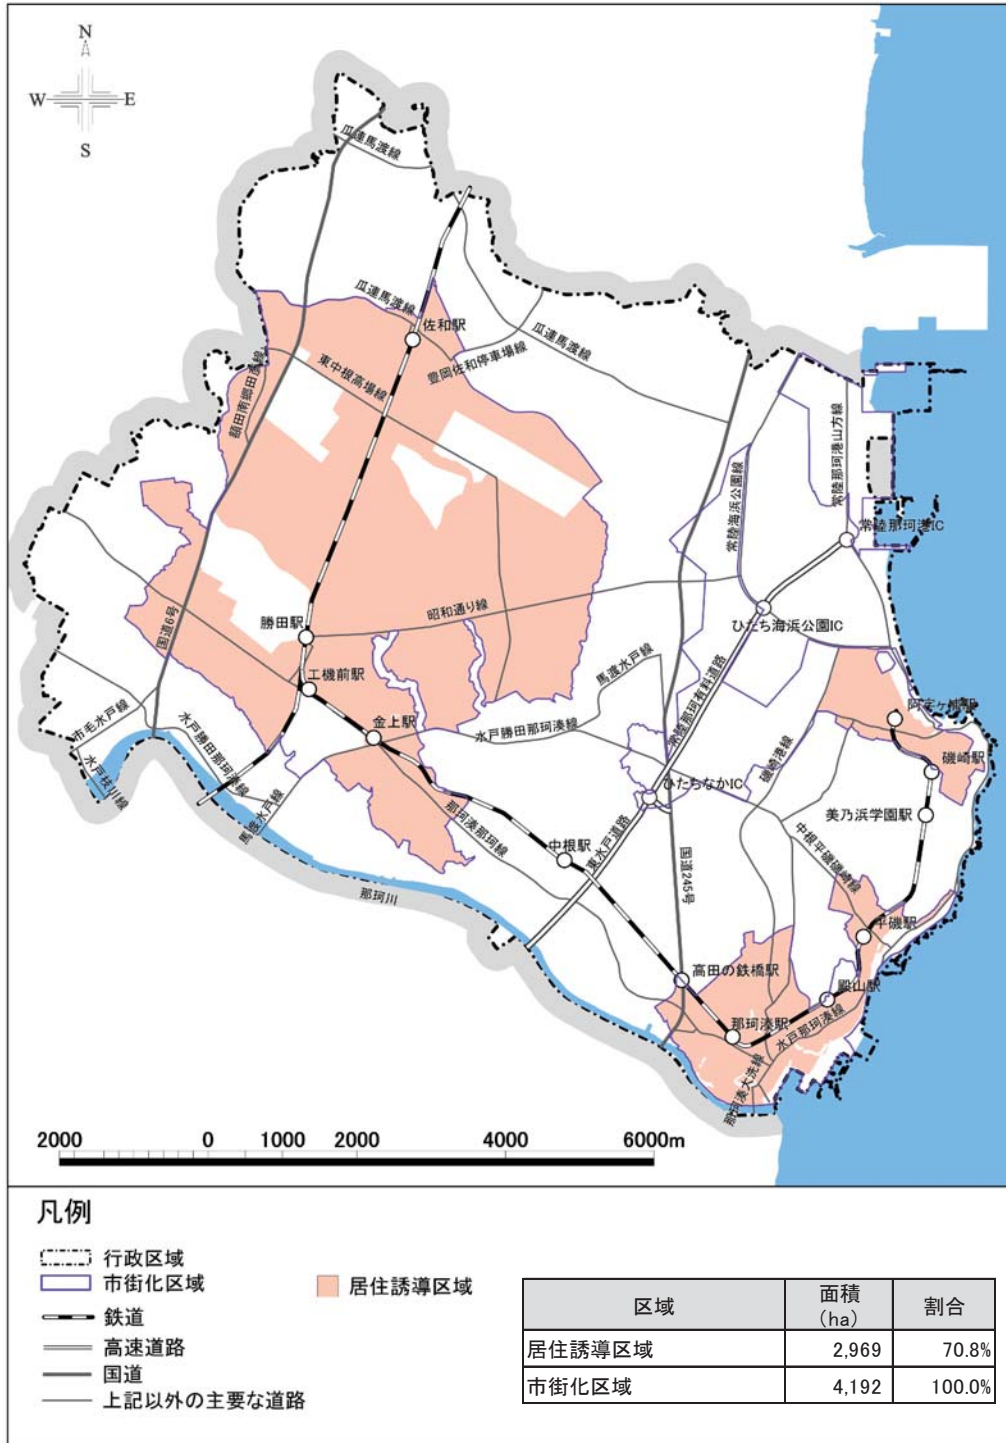 N
W E
S
瓜連馬渡線
瓜連馬渡線
佐和駅
瓜連馬渡線
豊岡佐和停車場線
東中根高場線
額田南郷田彦線
常陸那珂港山方線
常陸海浜公園線
常陸那珂港IC
昭和通り線
ひたち海浜公園IC
勝田駅
国道6号
工機前駅
馬渡水戸線
常陸那珂有料道路
阿字ヶ浦駅
金上駅
水戸勝田那珂湊線
市毛水戸線
水戸勝田那珂湊線
磯崎港線
磯崎駅
水戸枝川線
ひたちなかIC
馬渡水戸線
美乃浜学園駅
那珂湊那珂線
中根駅
東水戸道路
国道245号
中根平磯磯崎線
那珂川
平磯駅
高田の鉄橋駅
殿山駅
那珂湊駅
水戸那珂湊線
那珂湊大洗線
2000 0 1000 2000 4000 6000m
凡例
行政区域
市街化区域
居住誘導区域
鉄道
高速道路
国道
上記以外の主要な道路
区域 面積(ha) 割合
居住誘導区域 2,969 70.8%
市街化区域 4,192 100.0%